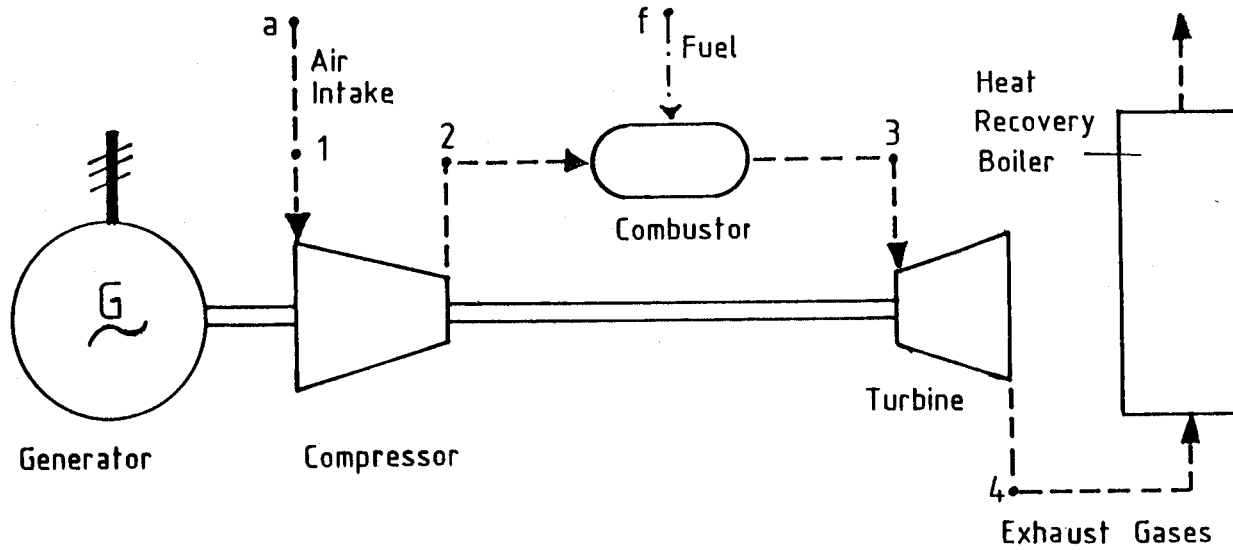 a
Air
Intake
1
f
Fuel
2
3
Heat
Recovery
Boiler
Combustor
G
Turbine
Generator
Compressor
4
Exhaust Gases